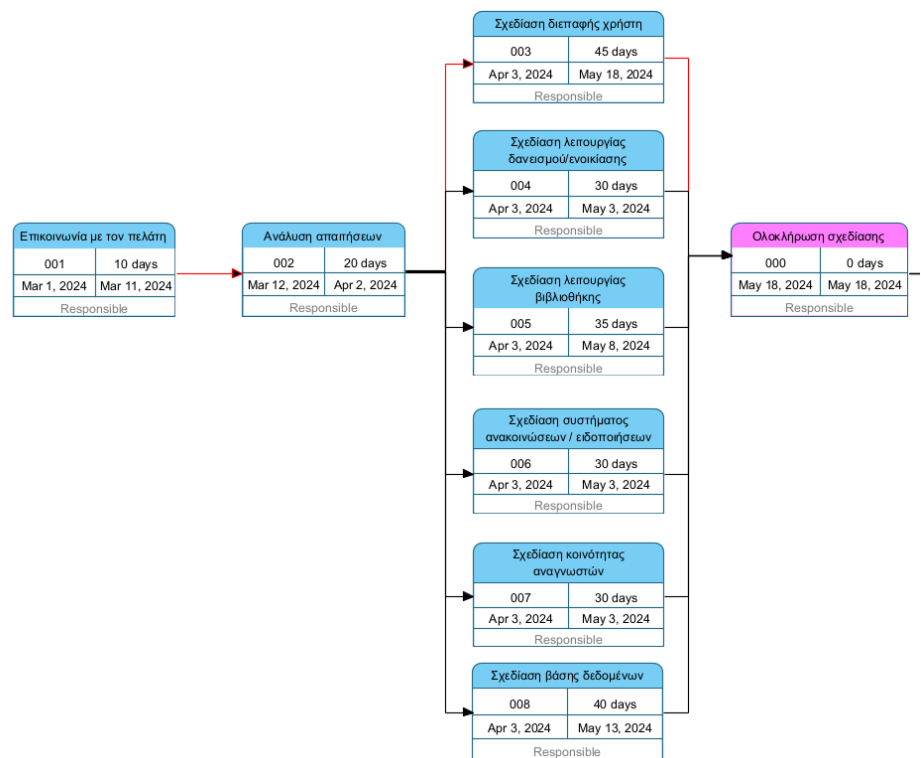 Σχεδίαση διεπαφής χρήστη
003 45 days
Apr 3, 2024 May 18, 2024
Responsible
Σχεδίαση λειτουργίας
δανεισμού/ενοικίασης
004 30 days
Apr 3, 2024 May 3, 2024
Responsible
Επικοινωνία με τον πελάτη
001 10 days
Mar 1, 2024 Mar 11, 2024
Responsible
Ανάλυση απαιτήσεων
002 20 days
Mar 12, 2024 Apr 2, 2024
Responsible
Ολοκλήρωση σχεδίασης
000 0 days
May 18, 2024 May 18, 2024
Responsible
Σχεδίαση λειτουργίας
βιβλιοθήκης
005 35 days
Apr 3, 2024 May 8, 2024
Responsible
Σχεδίαση συστήματος
ανακοινώσεων / ειδοποιήσεων
006 30 days
Apr 3, 2024 May 3, 2024
Responsible
Σχεδίαση κοινότητας
αναγνωστών
007 30 days
Apr 3, 2024 May 3, 2024
Responsible
Σχεδίαση βάσης δεδομένων
008 40 days
Apr 3, 2024 May 13, 2024
Responsible